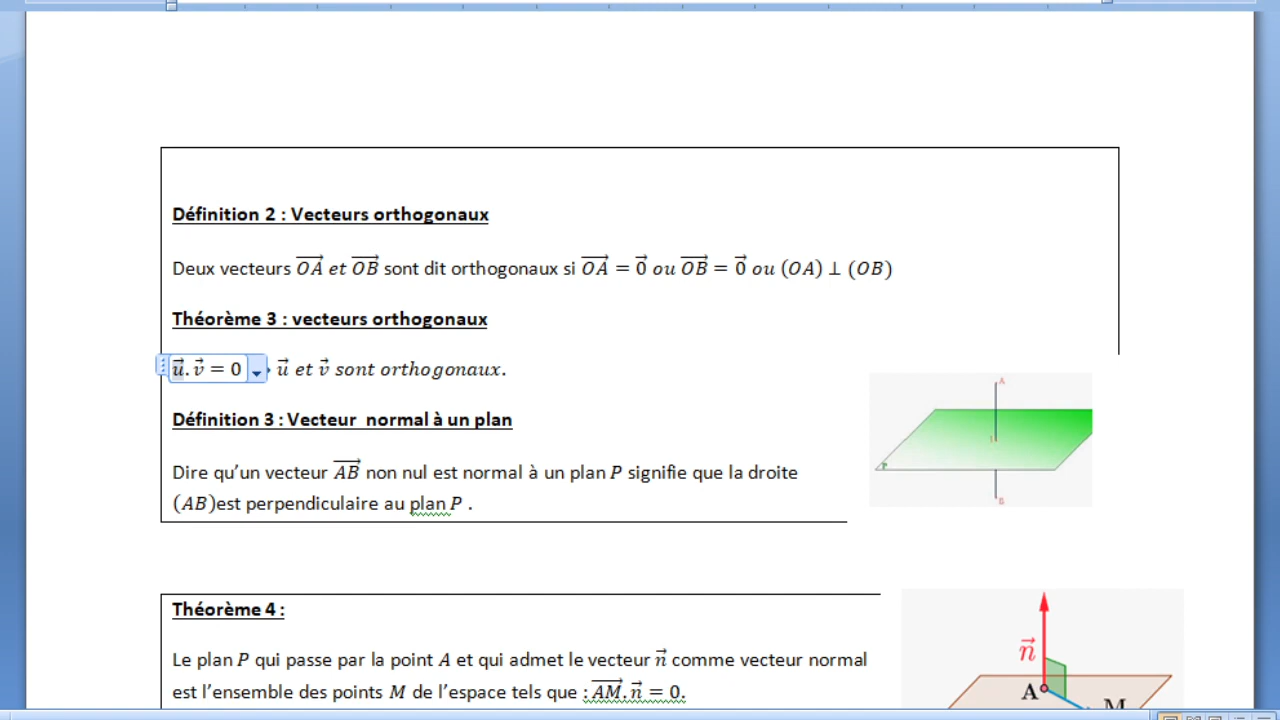 Définition 2 : Vecteurs orthogonaux
Deux vecteurs $\overrightarrow{OA}$ et $\overrightarrow{OB}$ sont dit orthogonaux si $\overrightarrow{OA} = \vec{0}$ ou $\overrightarrow{OB} = \vec{0}$ ou $(OA) \perp (OB)$
Théorème 3 : vecteurs orthogonaux
$\vec{u}.\vec{v} = 0$ $\vec{u}$ et $\vec{v}$ sont orthogonaux.
A
Définition 3 : Vecteur normal à un plan
P
Dire qu’un vecteur $\overrightarrow{AB}$ non nul est normal à un plan P signifie que la droite
B
(AB)est perpendiculaire au plan P .
Théorème 4 :
$\vec{n}$
Le plan P qui passe par la point A et qui admet le vecteur $\vec{n}$ comme vecteur normal
est l’ensemble des points M de l’espace tels que : $\overrightarrow{AM}.\vec{n} = 0.$
A
M